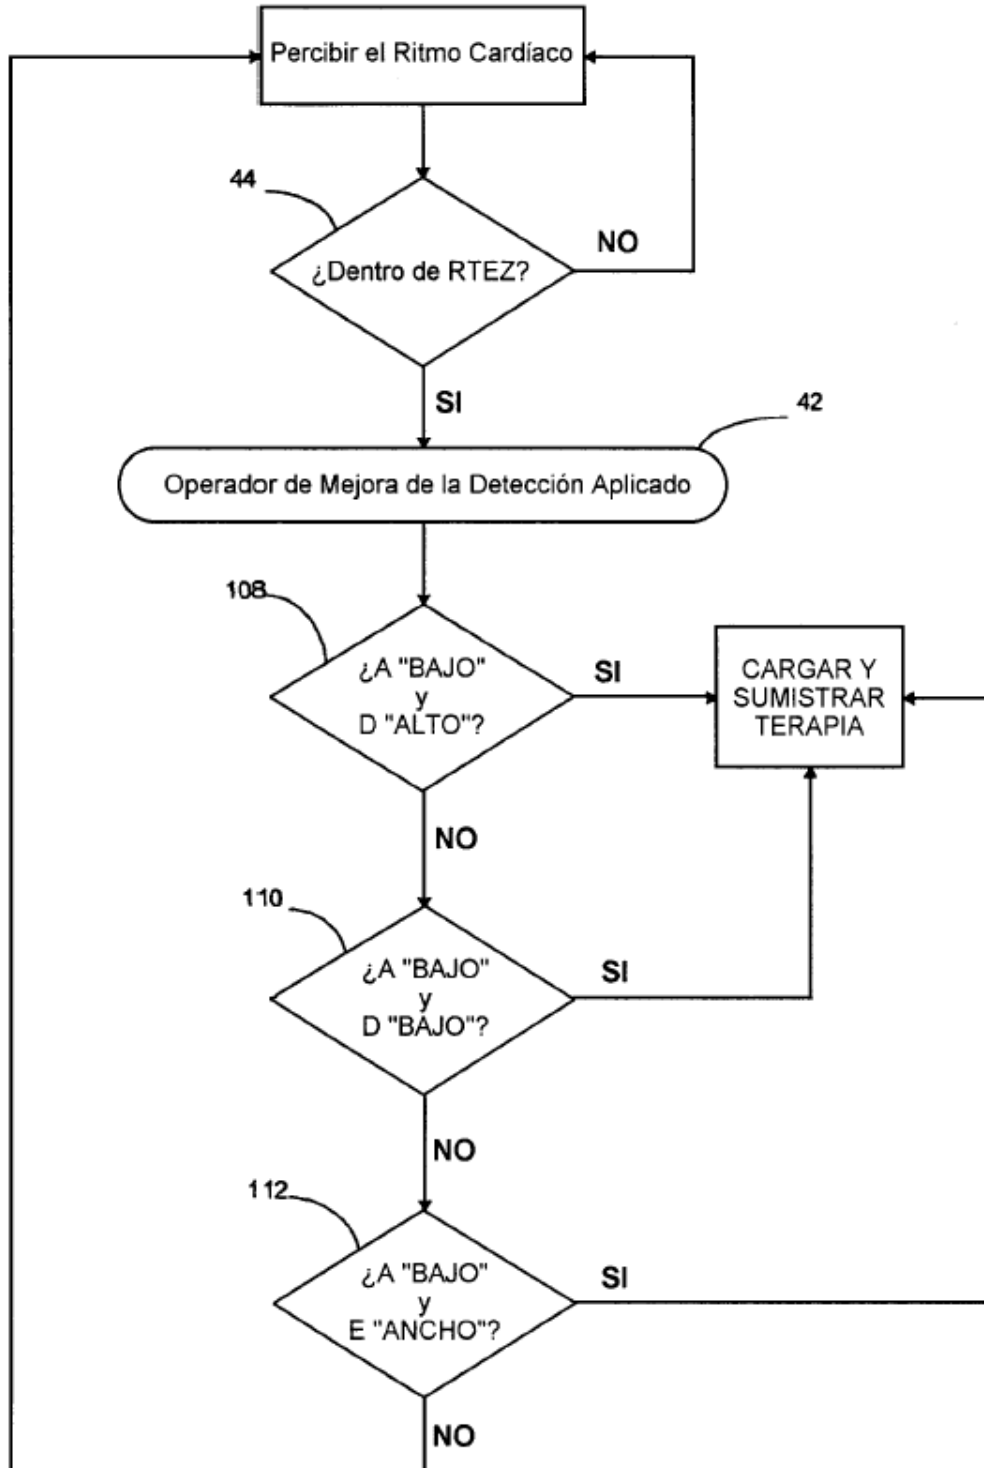 Percibir el Ritmo Cardíaco
44
NO
¿Dentro de RTEZ?
SI
42
Operador de Mejora de la Detección Aplicado
108
¿A "BAJO"
y
D "ALTO"?
SI
CARGAR Y
SUMISTRAR
TERAPIA
NO
110
¿A "BAJO"
y
D "BAJO"?
SI
NO
112
¿A "BAJO"
y
E "ANCHO"?
SI
NO